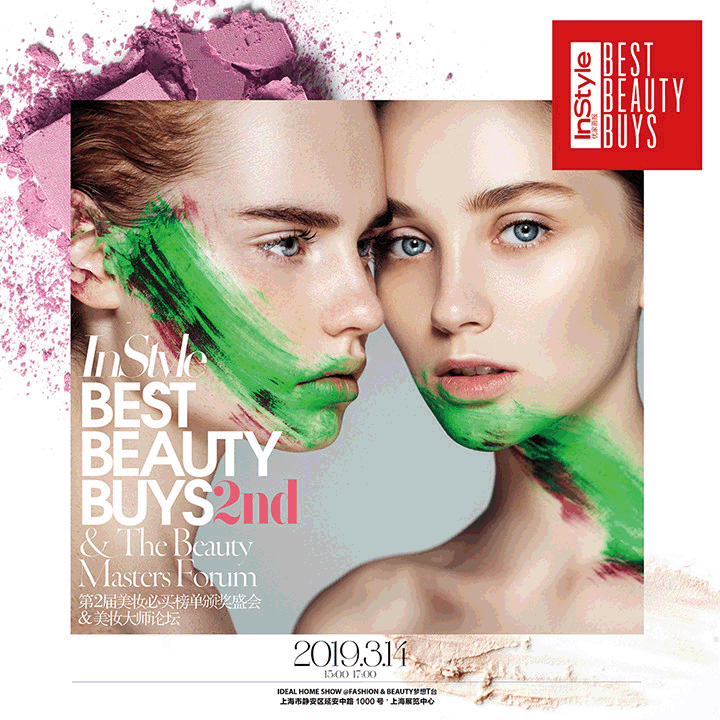 InStyle
优家画报
BEST
BEAUTY
BUYS
InStyle
BEST
BEAUTY
BUYS2nd
& The Beauty
Masters Forum
第2届美妆必买榜单颁奖盛会
&美妆大师论坛
2019.3.14
15:00 17:00
IDEAL HOME SHOW @FASHION & BEAUTY梦想T台
上海市静安区延安中路 1000 号 · 上海展览中心